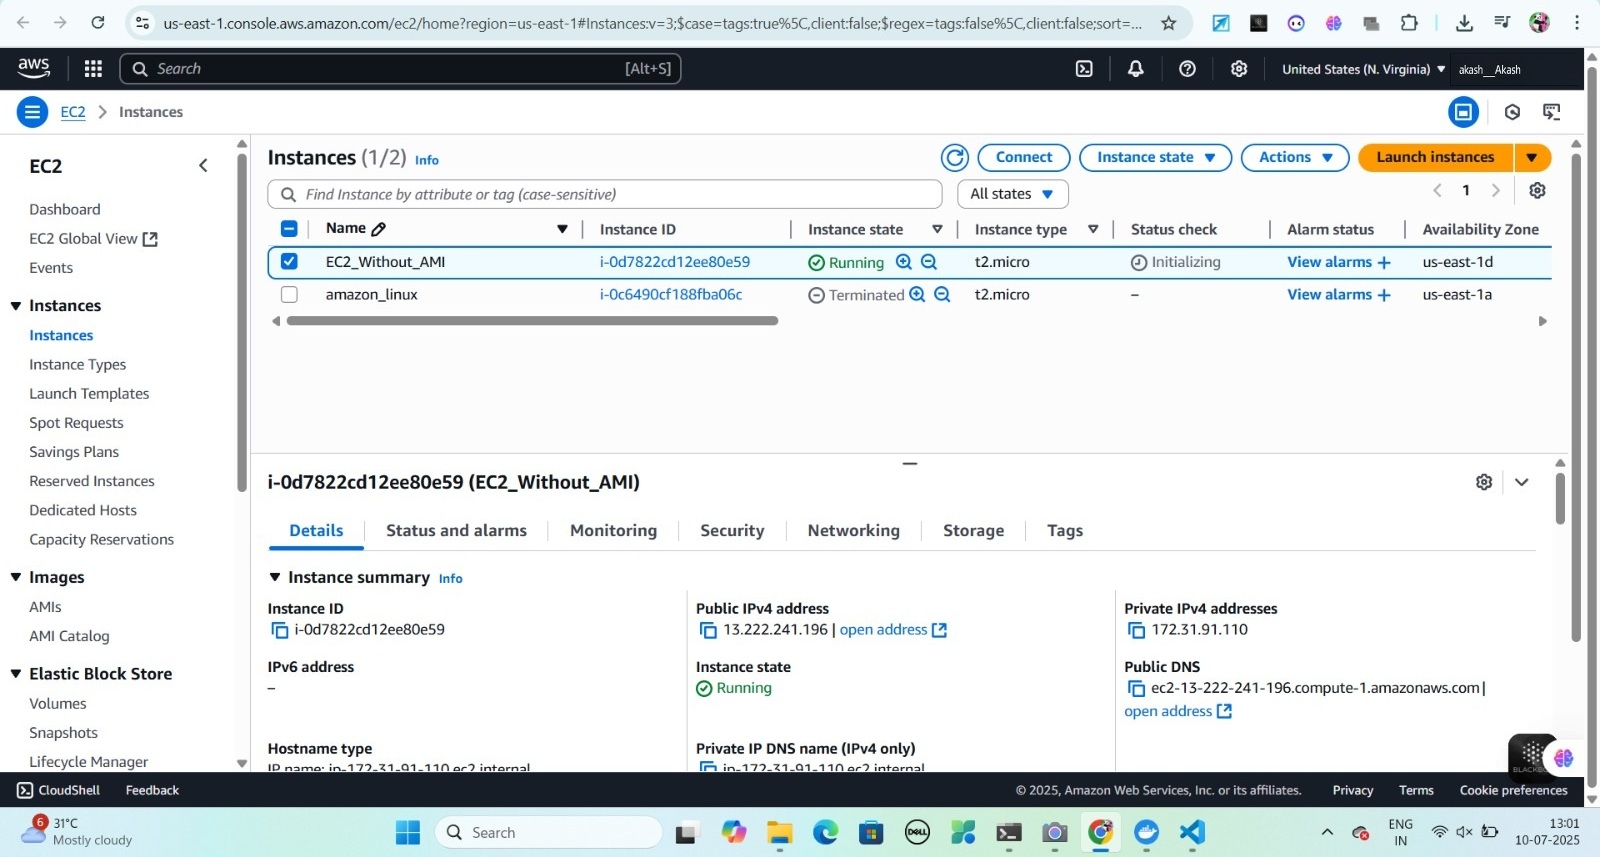 us-east-1.console.aws.amazon.com/ec2/home?region=us-east-1#Instances:v=3;$case=tags:true%5C,client:false;$regex=tags:false%5C,client:false;sort=...
aws
Search [Alt+S]
United States (N. Virginia)
akash__Akash
EC2 > Instances
EC2
Dashboard
EC2 Global View
Events
Instances
Instances
Instance Types
Launch Templates
Spot Requests
Savings Plans
Reserved Instances
Dedicated Hosts
Capacity Reservations
Images
AMIs
AMI Catalog
Elastic Block Store
Volumes
Snapshots
Lifecycle Manager
Instances (1/2) Info
Connect
Instance state
Actions
Launch instances
Find Instance by attribute or tag (case-sensitive)
All states
1
Name Instance ID Instance state Instance type Status check Alarm status Availability Zone
EC2_Without_AMI i-0d7822cd12ee80e59 Running t2.micro Initializing View alarms + us-east-1d
amazon_linux i-0c6490cf188fba06c Terminated t2.micro – View alarms + us-east-1a
i-0d7822cd12ee80e59 (EC2_Without_AMI)
Details Status and alarms Monitoring Security Networking Storage Tags
Instance summary Info
Instance ID
i-0d7822cd12ee80e59
Public IPv4 address
13.222.241.196 | open address
Private IPv4 addresses
172.31.91.110
IPv6 address
–
Instance state
Running
Public DNS
ec2-13-222-241-196.compute-1.amazonaws.com |
open address
Hostname type
IP name: ip-172-31-91-110.ec2.internal
Private IP DNS name (IPv4 only)
ip-172-31-91-110.ec2.internal
CloudShell Feedback
© 2025, Amazon Web Services, Inc. or its affiliates. Privacy Terms Cookie preferences
6
31°C
Mostly cloudy
Search
DELL
ENG
IN
13:01
10-07-2025